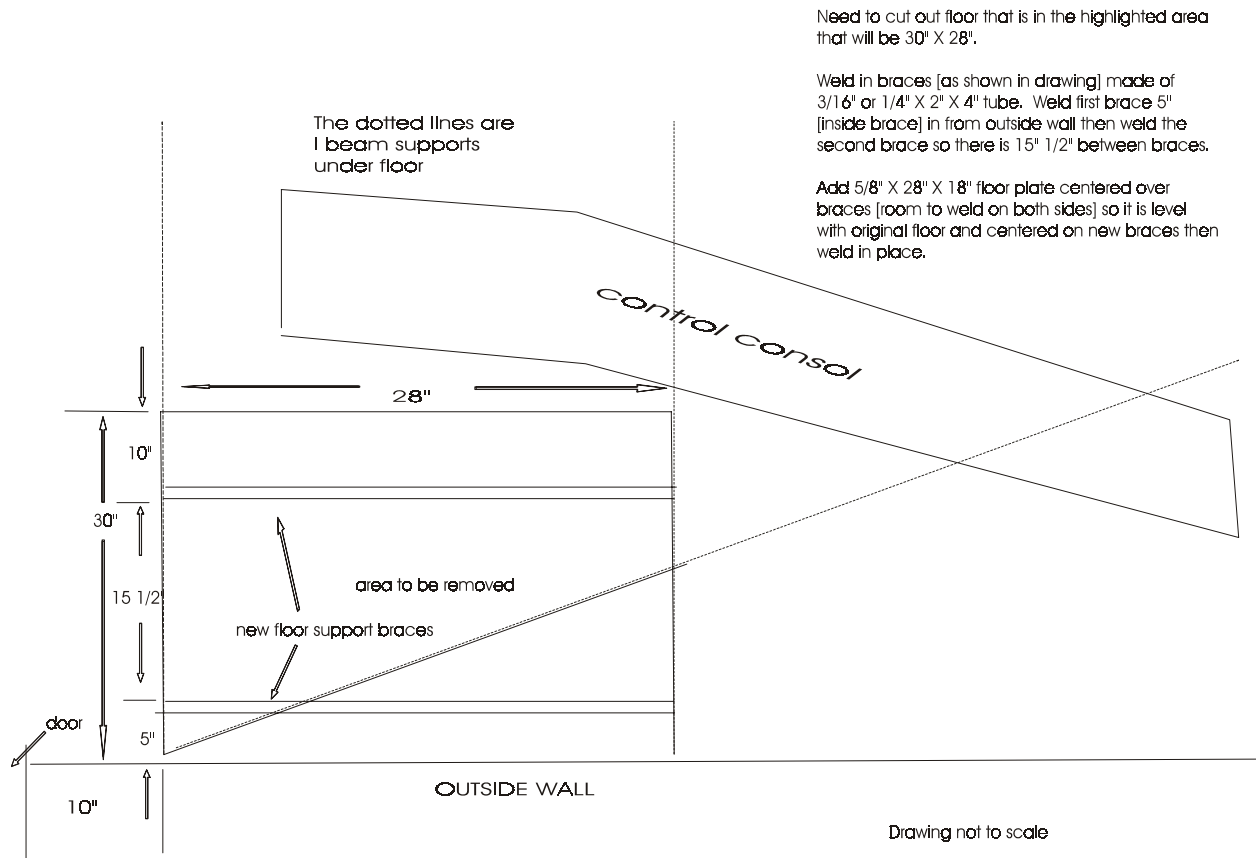 Need to cut out floor that is in the highlighted area
that will be 30" X 28".
Weld in braces [as shown in drawing] made of
3/16" or 1/4" X 2" X 4" tube. Weld first brace 5"
[inside brace] in from outside wall then weld the
second brace so there is 15" 1/2" between braces.
Add 5/8" X 28" X 18" floor plate centered over
braces [room to weld on both sides] so it is level
with original floor and centered on new braces then
weld in place.
The dotted lines are
I beam supports
under floor
control consol
28"
10"
30"
15 1/2"
area to be removed
new floor support braces
door
5"
10"
OUTSIDE WALL
Drawing not to scale